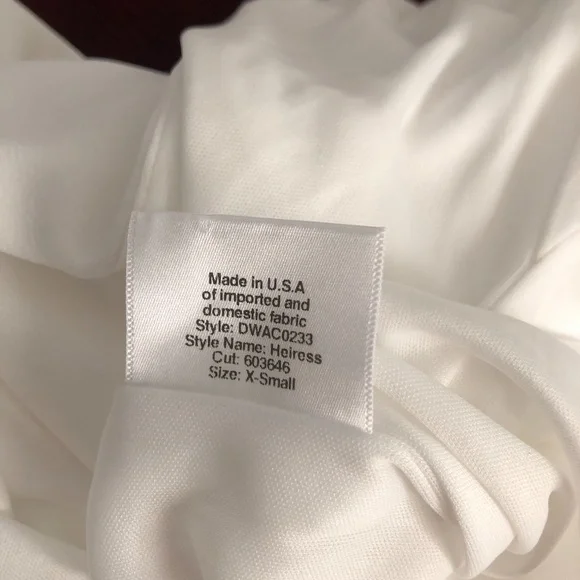 Made in U.S.A
of imported and
domestic fabric
Style: DWAC0233
Style Name: Heiress
Cut: 603646
Size: X-Small